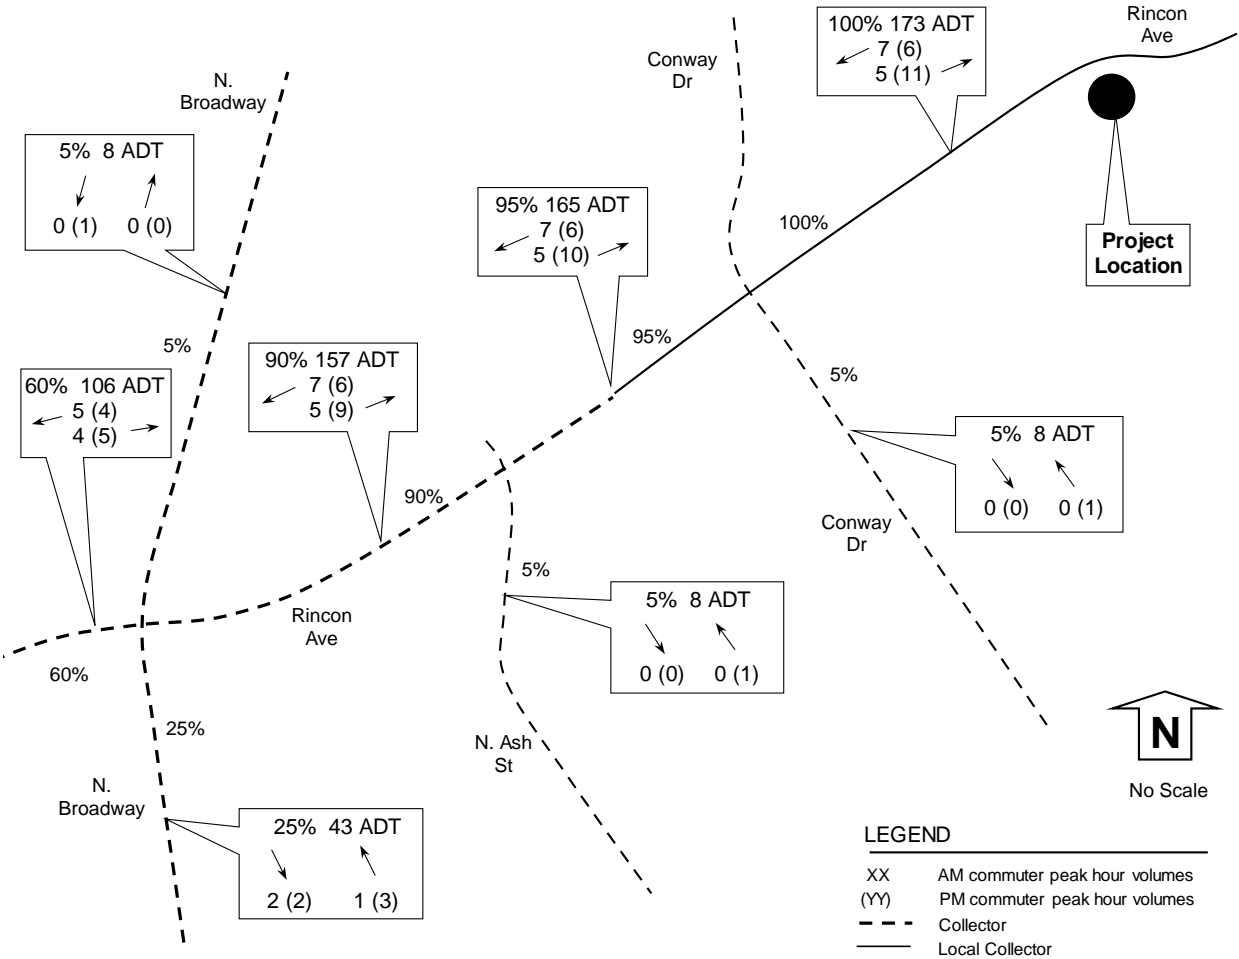 Rincon
Ave
100% 173 ADT
7 (6)
5 (11)
Conway
Dr
N.
Broadway
5% 8 ADT
0 (1) 0 (0)
95% 165 ADT
7 (6)
5 (10)
100%
Project
Location
95%
5%
90% 157 ADT
7 (6)
5 (9)
60% 106 ADT
5 (4)
4 (5)
5%
5% 8 ADT
0 (0) 0 (1)
90%
Conway
Dr
5%
5% 8 ADT
0 (0) 0 (1)
Rincon
Ave
60%
25%
N. Ash
St
N.
Broadway
25% 43 ADT
2 (2) 1 (3)
N
No Scale
LEGEND
XX AM commuter peak hour volumes
(YY) PM commuter peak hour volumes
Collector
Local Collector